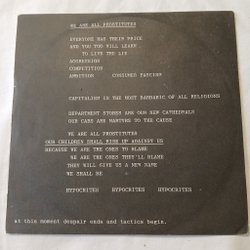 WE ARE ALL PROSTITUTES
EVERYONE HAS THEIR PRICE
AND YOU TOO WILL LEARN
TO LIVE THE LIE
AGGRESSION
COMPETITION
AMBITION CONSUMER FASCISM
CAPITALISM IS THE MOST BARBARIC OF ALL RELIGIONS
DEPARTMENT STORES ARE OUR NEW CATHEDRALS
OUR CARS ARE MARTYRS TO THE CAUSE
WE ARE ALL PROSTITUTES
OUR CHILDREN SHALL RISE UP AGAINST US
BECAUSE WE ARE THE ONES TO BLAME
WE ARE THE ONES THEY'LL BLAME
THEY WILL GIVE US A NEW NAME
WE SHALL BE
HYPOCRITES HYPOCRITES HYPOCRITES
at this moment despair ends and tactics begin.